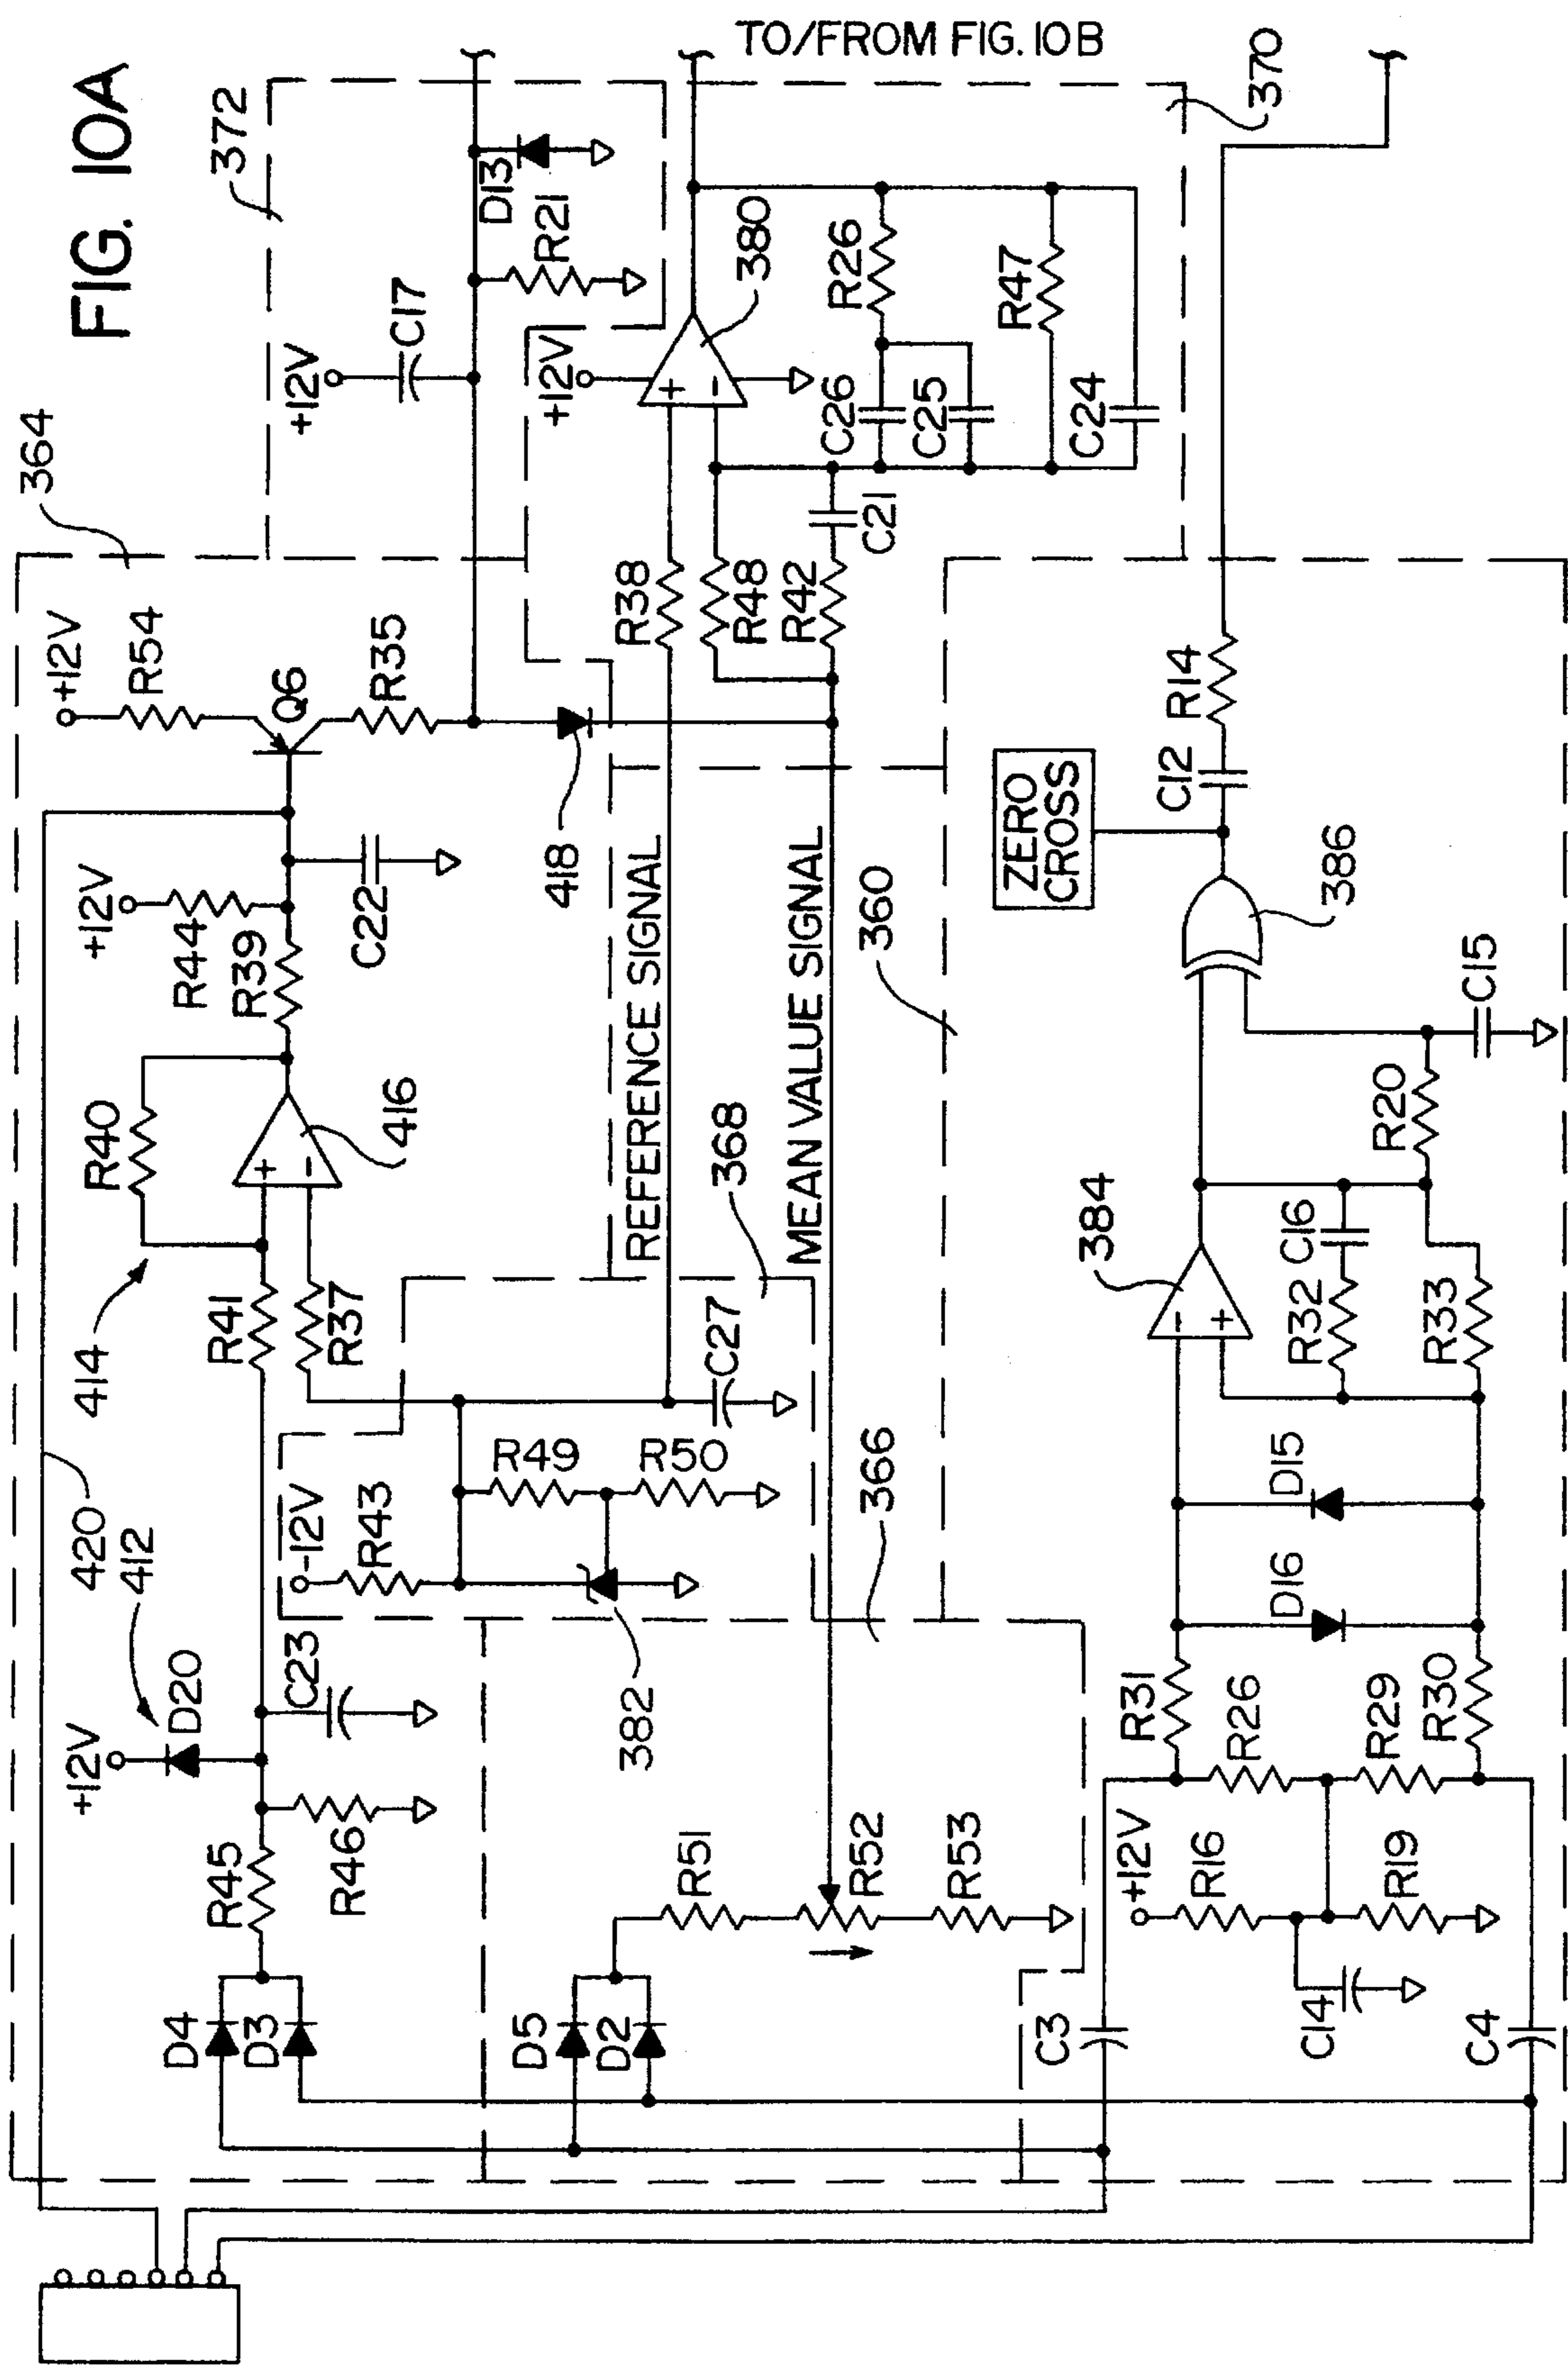 FIG. 10A
TO/FROM FIG. 10B
364
372
370
+12V
R54
Q6
R35
+12V
C17
D13
R21
+12V
R44
R39
C22
418
R40
416
414
R41
R37
420
412
+12V
D20
C23
R45
R46
D4
D3
+12V
+
-
380
R38
R48
R42
C21
C26
C25
R26
R47
C24
REFERENCE SIGNAL
MEAN VALUE SIGNAL
368
C27
R49
R50
-12V
R43
382
366
R51
R52
R53
D5
D2
360
ZERO
CROSS
C12
R14
386
C15
R20
384
-
+
C16
R32
R33
D15
D16
R31
R26
R29
R30
+12V
R16
R19
C14
C3
C4
+
-